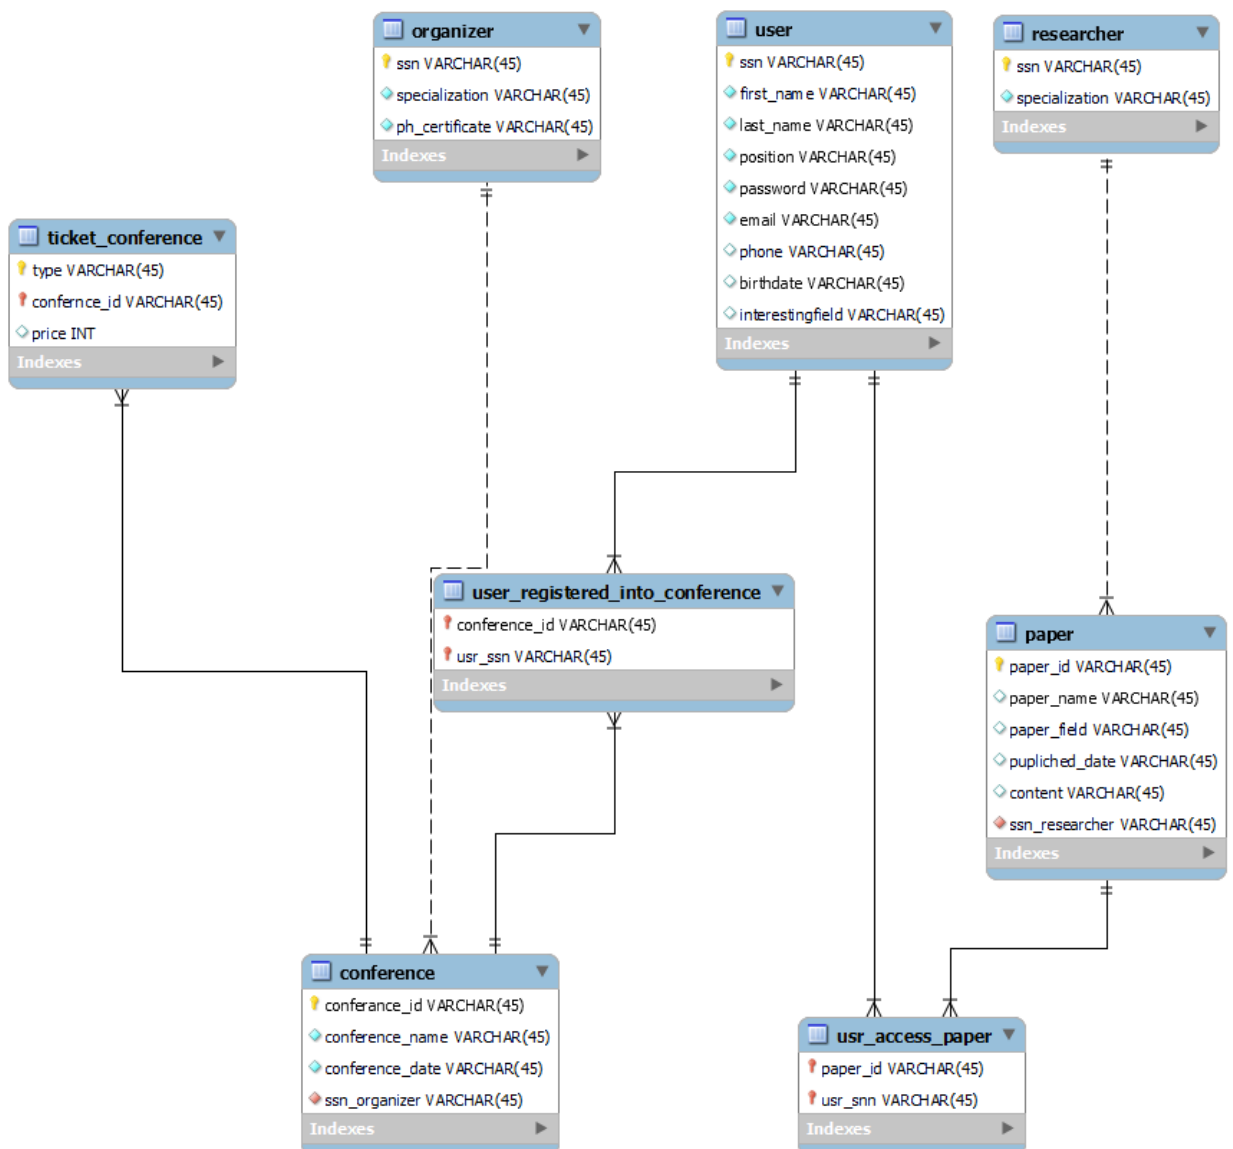 organizer
ssn VARCHAR(45)
specialization VARCHAR(45)
ph_certificate VARCHAR(45)
Indexes
user
ssn VARCHAR(45)
first_name VARCHAR(45)
last_name VARCHAR(45)
position VARCHAR(45)
password VARCHAR(45)
email VARCHAR(45)
phone VARCHAR(45)
birthdate VARCHAR(45)
interestingfield VARCHAR(45)
Indexes
researcher
ssn VARCHAR(45)
specialization VARCHAR(45)
Indexes
ticket_conference
type VARCHAR(45)
confernce_id VARCHAR(45)
price INT
Indexes
user_registered_into_conference
conference_id VARCHAR(45)
usr_ssn VARCHAR(45)
Indexes
paper
paper_id VARCHAR(45)
paper_name VARCHAR(45)
paper_field VARCHAR(45)
pupliched_date VARCHAR(45)
content VARCHAR(45)
ssn_researcher VARCHAR(45)
Indexes
conference
conferance_id VARCHAR(45)
conference_name VARCHAR(45)
conference_date VARCHAR(45)
ssn_organizer VARCHAR(45)
Indexes
usr_access_paper
paper_id VARCHAR(45)
usr_snn VARCHAR(45)
Indexes